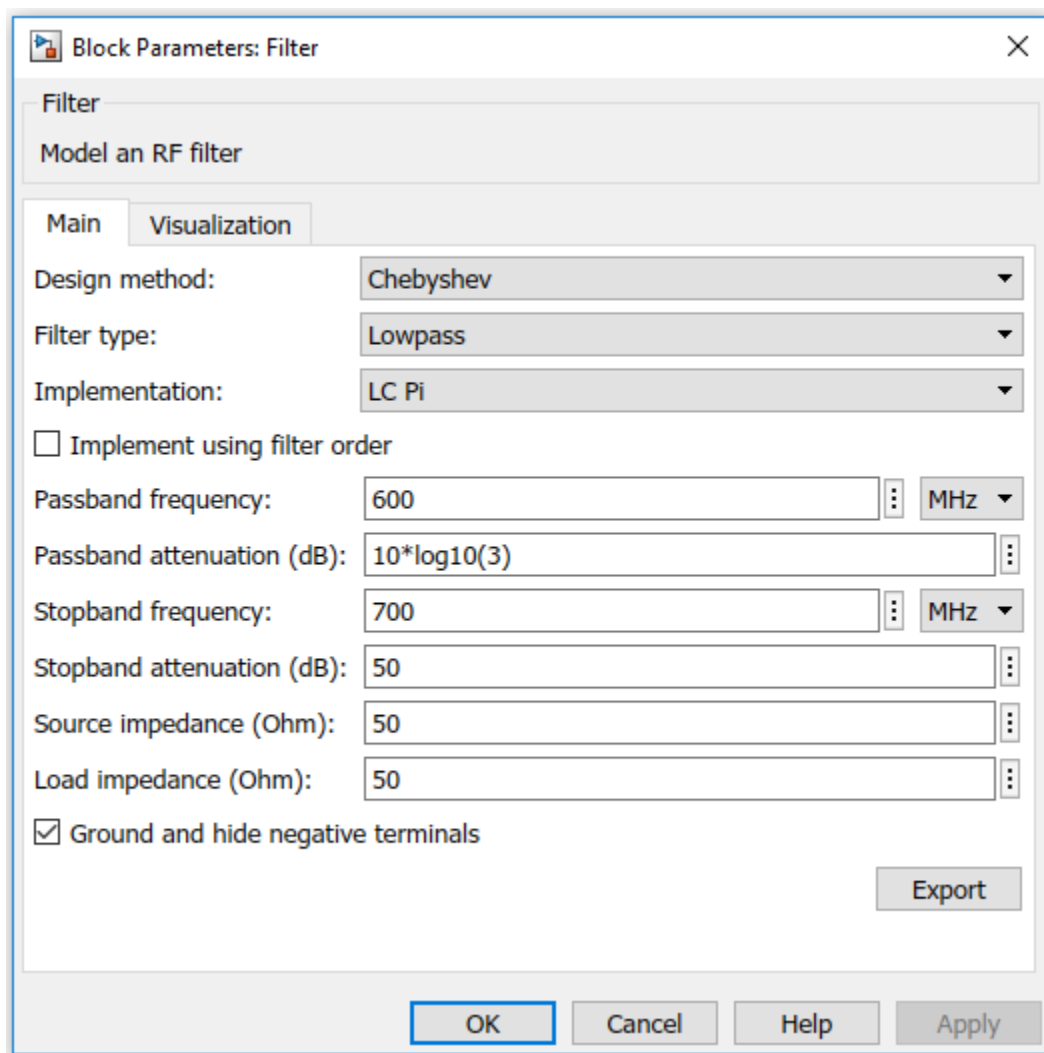 Block Parameters: Filter
Filter
Model an RF filter
Main Visualization
Design method: Chebyshev
Filter type: Lowpass
Implementation: LC Pi
Implement using filter order
Passband frequency: 600 MHz
Passband attenuation (dB): 10*log10(3)
Stopband frequency: 700 MHz
Stopband attenuation (dB): 50
Source impedance (Ohm): 50
Load impedance (Ohm): 50
Ground and hide negative terminals
Export
OK Cancel Help Apply